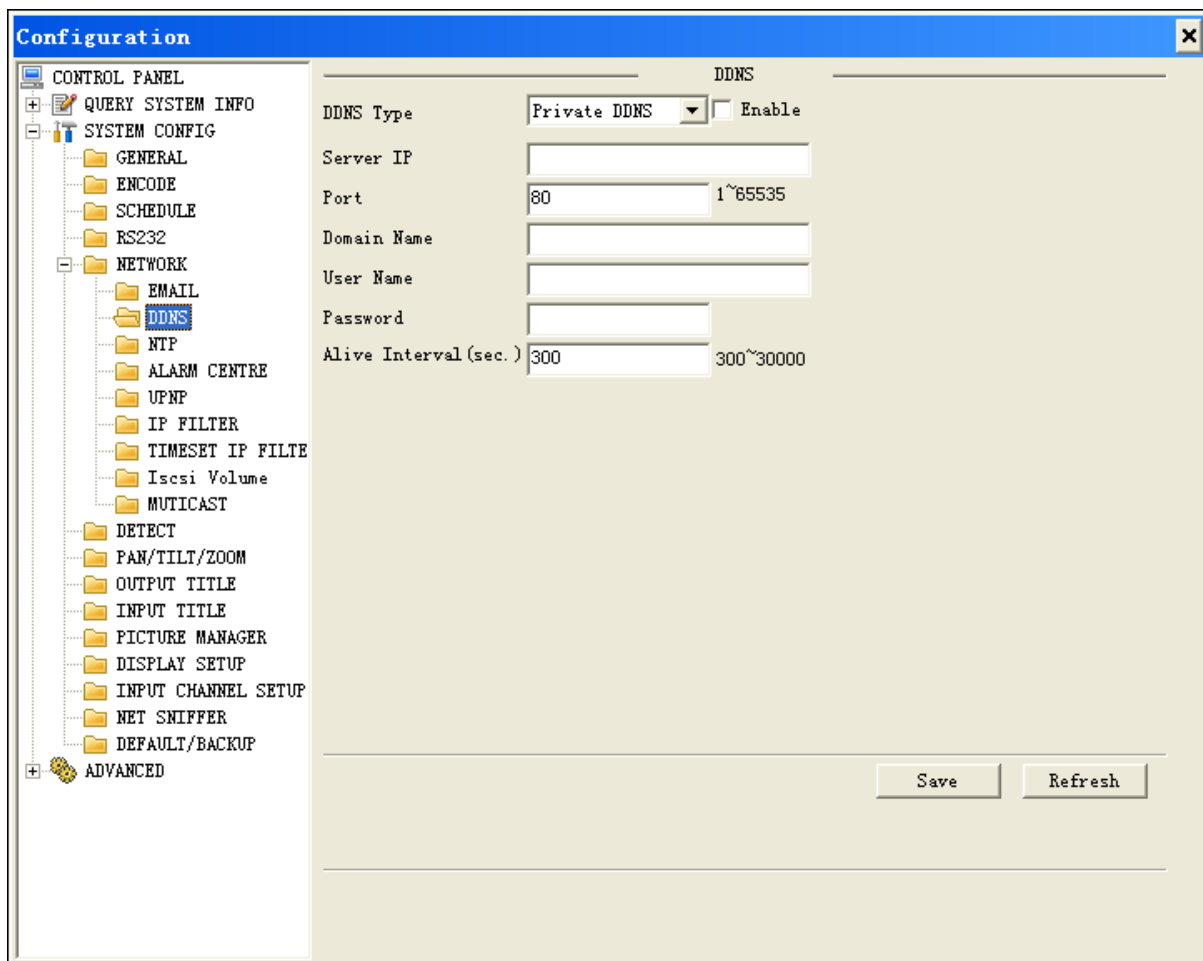 Configuration
CONTROL PANEL
QUERY SYSTEM INFO
SYSTEM CONFIG
GENERAL
ENCODE
SCHEDULE
RS232
NETWORK
EMAIL
DDNS
NTP
ALARM CENTRE
UPNP
IP FILTER
TIMESET IP FILTE
Iscsi Volume
MUTICAST
DETECT
PAN/TILT/ZOOM
OUTPUT TITLE
INPUT TITLE
PICTURE MANAGER
DISPLAY SETUP
INPUT CHANNEL SETUP
NET SNIFFER
DEFAULT/BACKUP
ADVANCED
DDNS
DDNS Type Private DDNS Enable
Server IP
Port 80 1~65535
Domain Name
User Name
Password
Alive Interval(sec.) 300 300~30000
Save Refresh